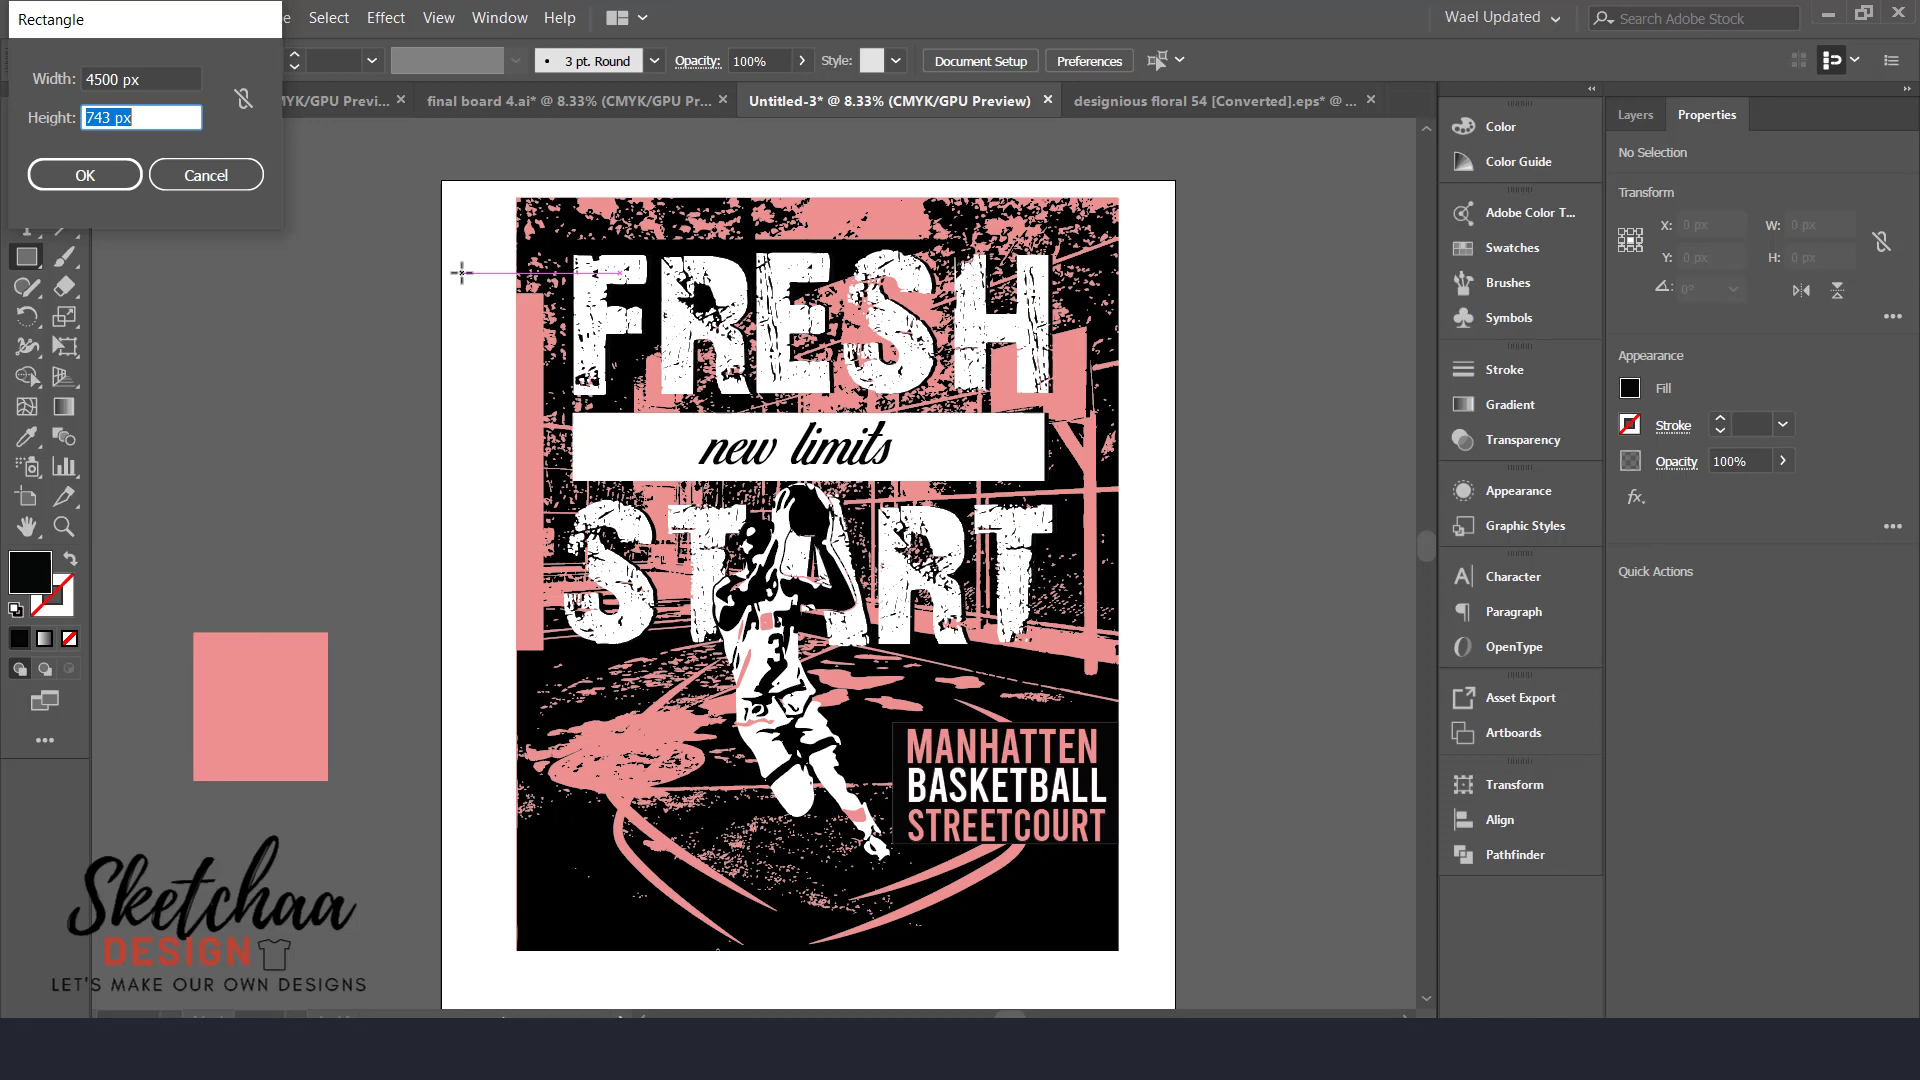 Rectangle
Select
Effect
View
Window
Help
Wael Updated
Search Adobe Stock
Width: 4500 px
Height: 743 px
OK
Cancel
3 pt. Round
Opacity: 100%
Style:
Document Setup
Preferences
MYK/GPU Previ...
final board 4.ai* @ 8.33% (CMYK/GPU Pr...
Untitled-3* @ 8.33% (CMYK/GPU Preview)
designious floral 54 [Converted].eps* @ ...
FRESH
new limits
START
3
MANHATTEN
BASKETBALL
STREETCOURT
Sketchaa
DESIGN
LET'S MAKE OUR OWN DESIGNS
Color
Color Guide
Adobe Color T...
Swatches
Brushes
Symbols
Stroke
Gradient
Transparency
Appearance
Graphic Styles
Character
Paragraph
OpenType
Asset Export
Artboards
Transform
Align
Pathfinder
Layers
Properties
No Selection
Transform
X: 0 px
W: 0 px
Y: 0 px
H: 0 px
0°
Appearance
Fill
Stroke
Opacity 100%
fx.
Quick Actions